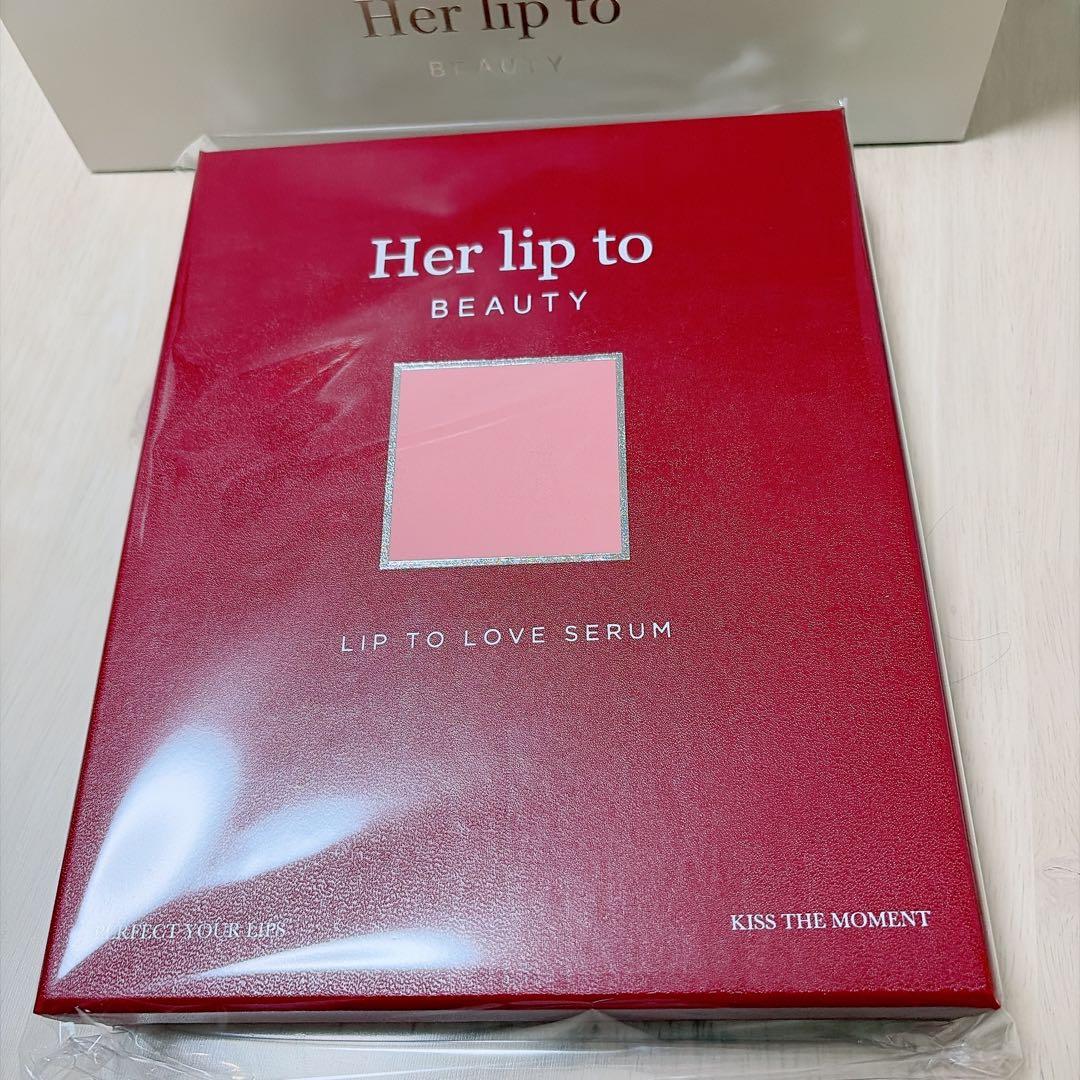 Her lip to
BEAUTY
Her lip to
BEAUTY
LIP TO LOVE SERUM
PERFECT YOUR LIPS
KISS THE MOMENT